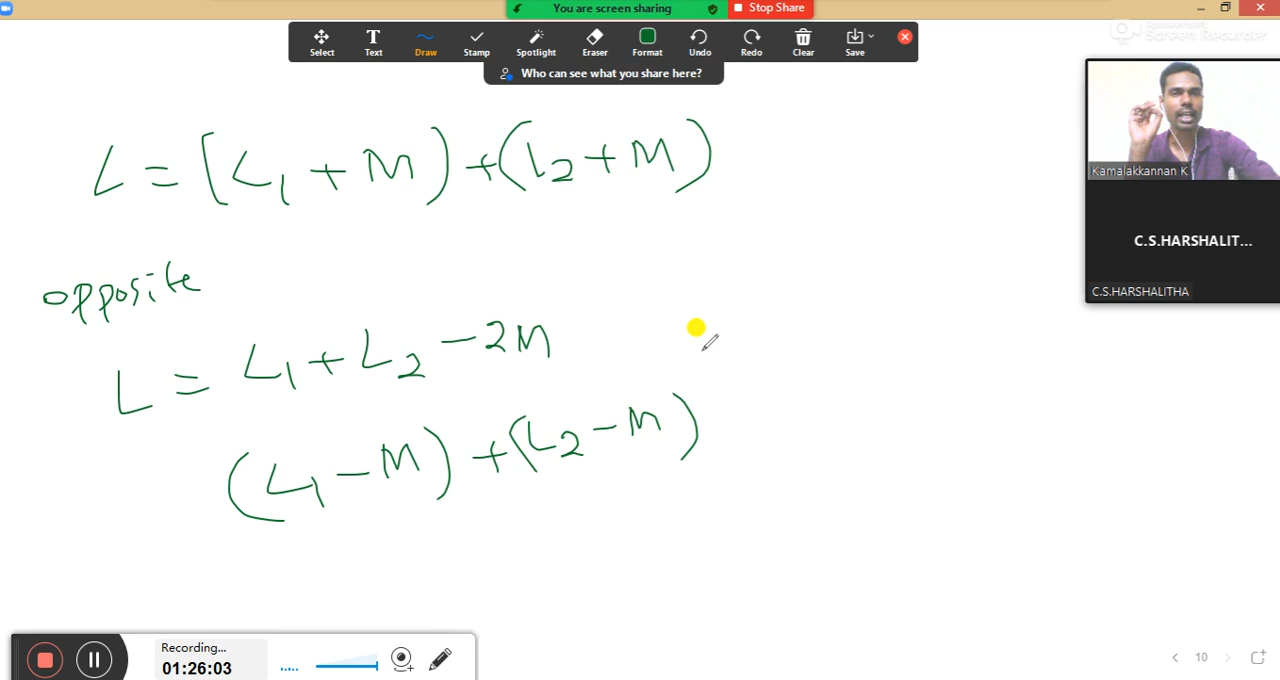 You are screen sharing
Stop Share
Select Text Draw Stamp Spotlight Eraser Format Undo Redo Clear Save
Who can see what you share here?
Screen Recorder
L = (L1 + M) + (L2 + M)
Kamalakkannan K
C.S.HARSHALIT...
C.S.HARSHALITHA
opposite
L = L1 + L2 - 2M
(L1 - M) + (L2 - M)
Recording...
01:26:03
< 10 >